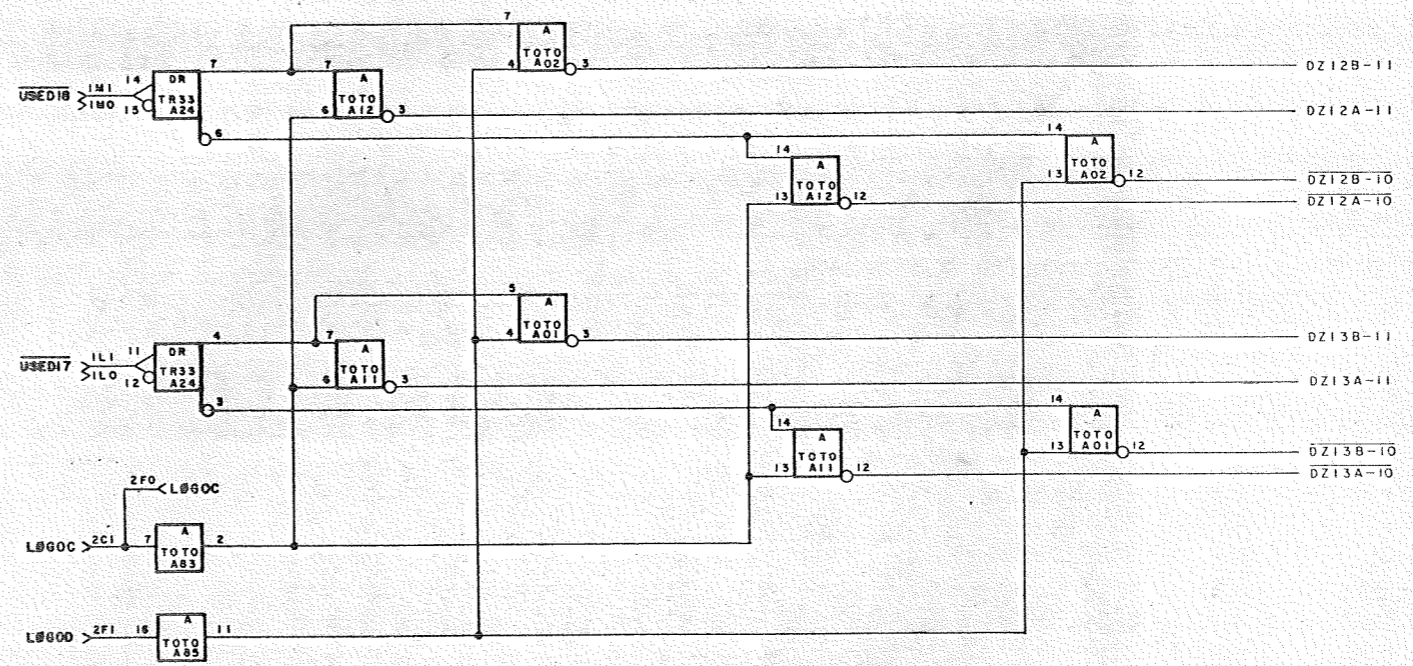 7
A
TOTO
A02
4
3
DZ12B-11
USED18
1M1
1M0
14
15
DR
TR33
A24
7
6
7
A
TOTO
A12
6
3
DZ12A-11
14
A
TOTO
A12
13
12
14
A
TOTO
A02
13
12
DZ12B-10
DZ12A-10
5
A
TOTO
A01
4
3
DZ13B-11
USED17
1L1
1L0
11
12
DR
TR33
A24
4
3
7
A
TOTO
A11
6
3
DZ13A-11
14
A
TOTO
A11
13
12
14
A
TOTO
A01
13
12
DZ13B-10
DZ13A-10
2F0
LØGOC
LØGOC
2C1
7
A
TOTO
A83
2
LØGOD
2F1
16
A
TOTO
A85
11